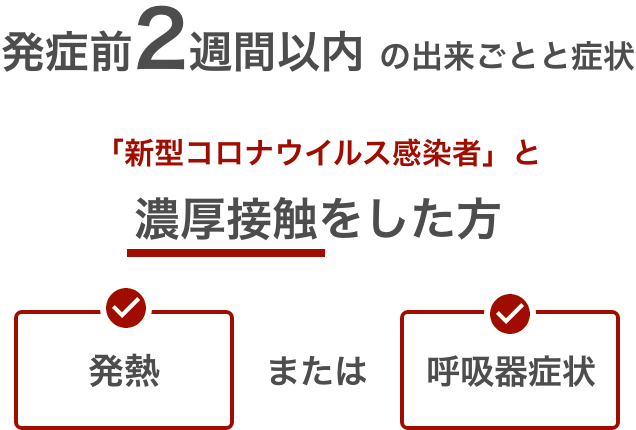 発症前2週間以内 の出来ごとと症状
「新型コロナウイルス感染者」と
濃厚接触をした方
発熱 または 呼吸器症状